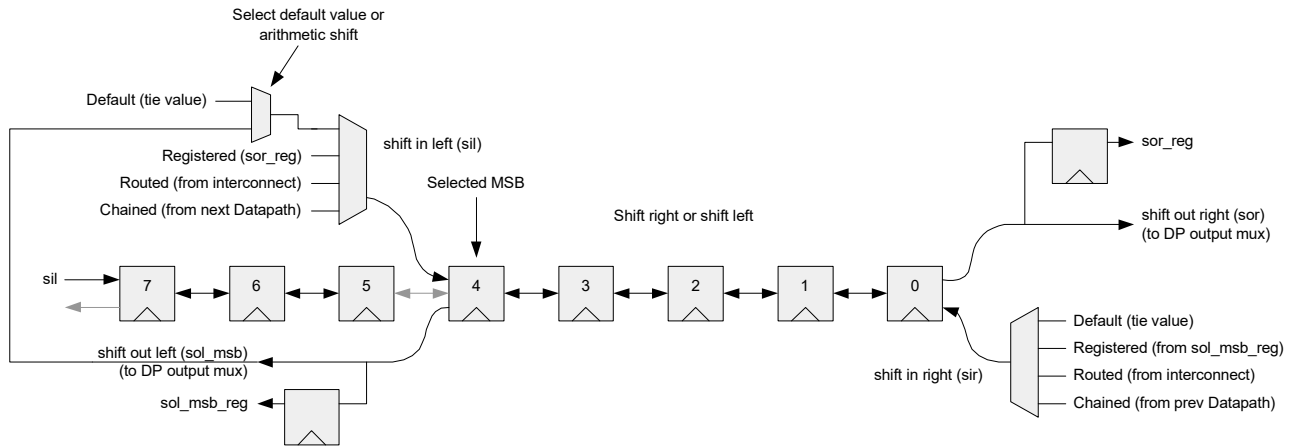 Select default value or
arithmetic shift
Default (tie value)
shift in left (sil)
Registered (sor_reg)
Routed (from interconnect)
Chained (from next Datapath)
Selected MSB
Shift right or shift left
sor_reg
shift out right (sor)
(to DP output mux)
sil
7
6
5
4
3
2
1
0
shift out left (sol_msb)
(to DP output mux)
sol_msb_reg
shift in right (sir)
Default (tie value)
Registered (from sol_msb_reg)
Routed (from interconnect)
Chained (from prev Datapath)